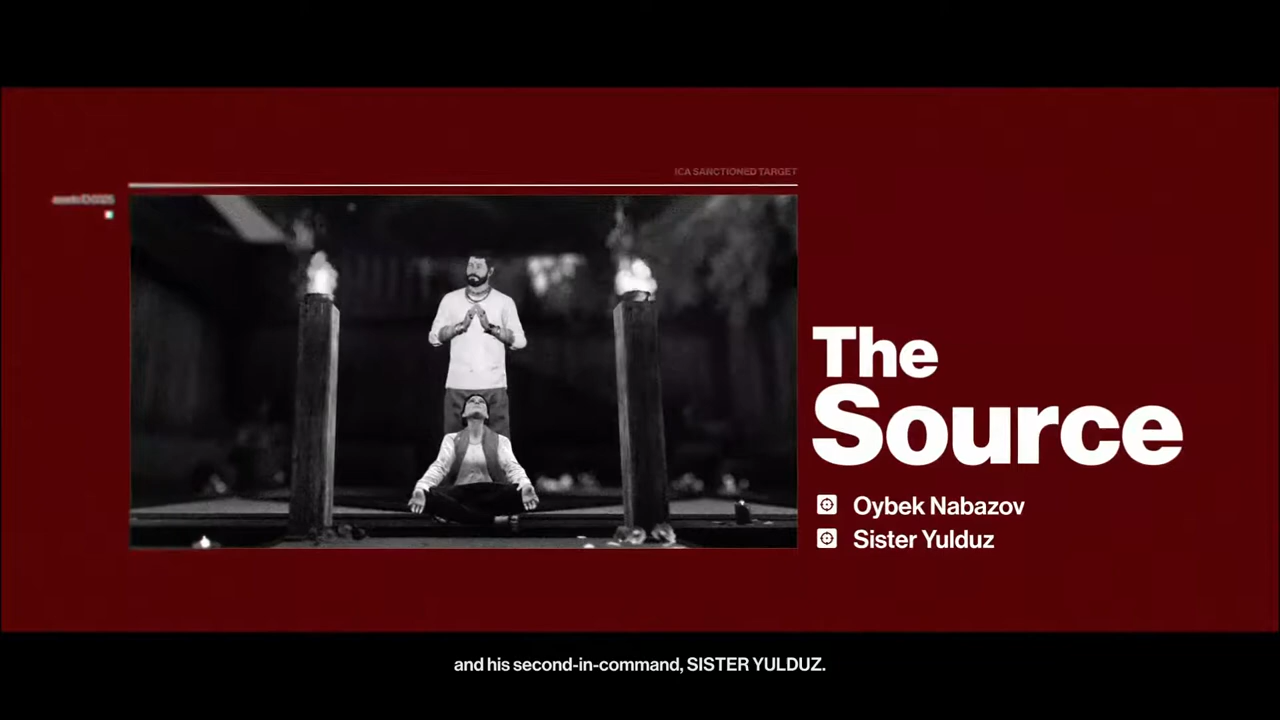 ICA SANCTIONED TARGET
The
Source
Oybek Nabazov
Sister Yulduz
and his second-in-command, SISTER YULDUZ.